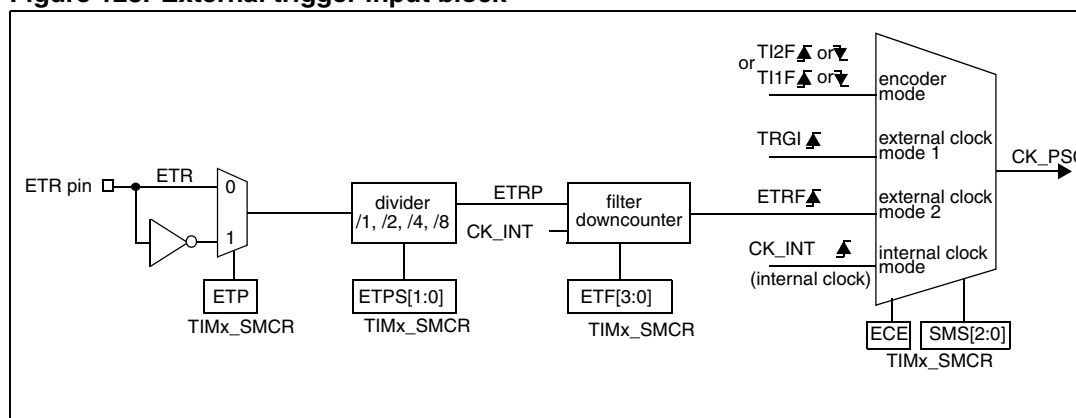 Figure 123. External trigger input block
or TI2F or
TI1F or
encoder
mode
TRGI
external clock
mode 1
CK_PSC
ETR pin
ETR
0
1
divider
/1, /2, /4, /8
ETRP
CK_INT
filter
downcounter
ETRF
external clock
mode 2
CK_INT
(internal clock)
internal clock
mode
ETP
TIMx_SMCR
ETPS[1:0]
TIMx_SMCR
ETF[3:0]
TIMx_SMCR
ECE
SMS[2:0]
TIMx_SMCR